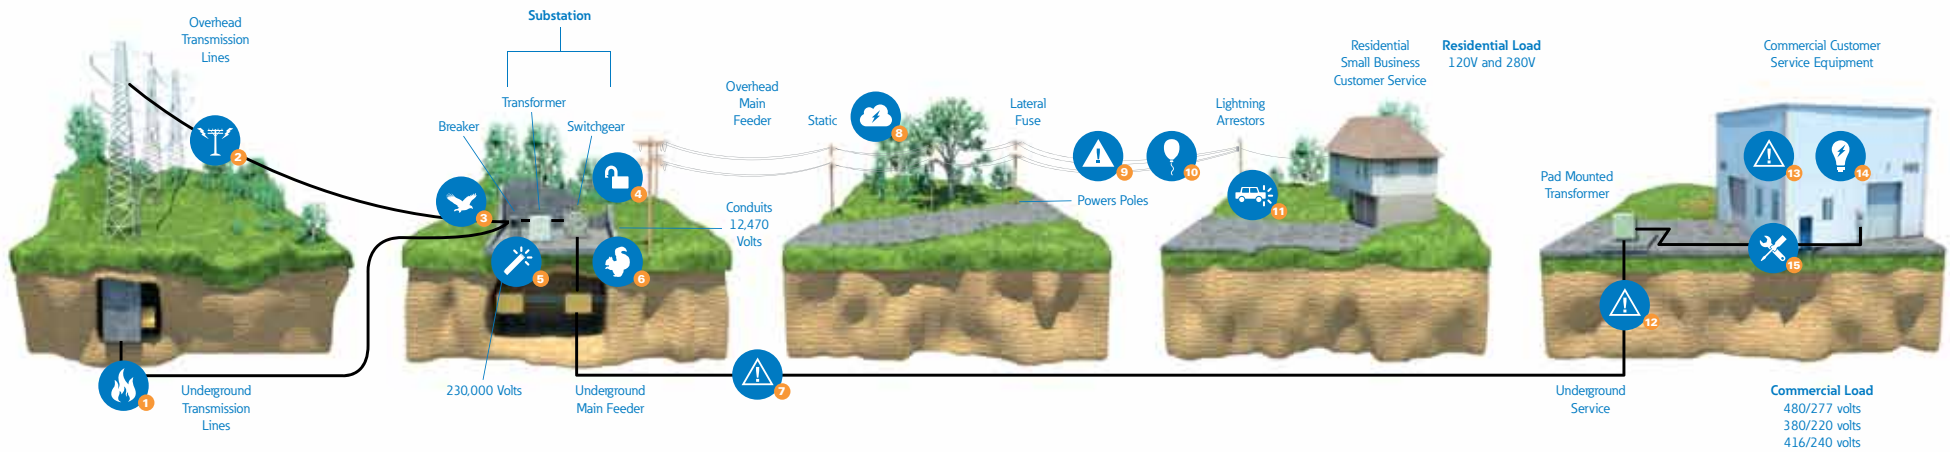 Overhead
Transmission
Lines
2
1
Underground
Transmission
Lines
Substation
Transformer
Breaker
Switchgear
3
4
5
6
230,000 Volts
Underground
Main Feeder
Conduits
12,470
Volts
7
Overhead
Main
Feeder
Static
8
Lateral
Fuse
9
10
Powers Poles
Lightning
Arrestors
11
Residential
Small Business
Customer Service
Residential Load
120V and 280V
Commercial Customer
Service Equipment
13
14
Pad Mounted
Transformer
15
12
Underground
Service
Commercial Load
480/277 volts
380/220 volts
416/240 volts